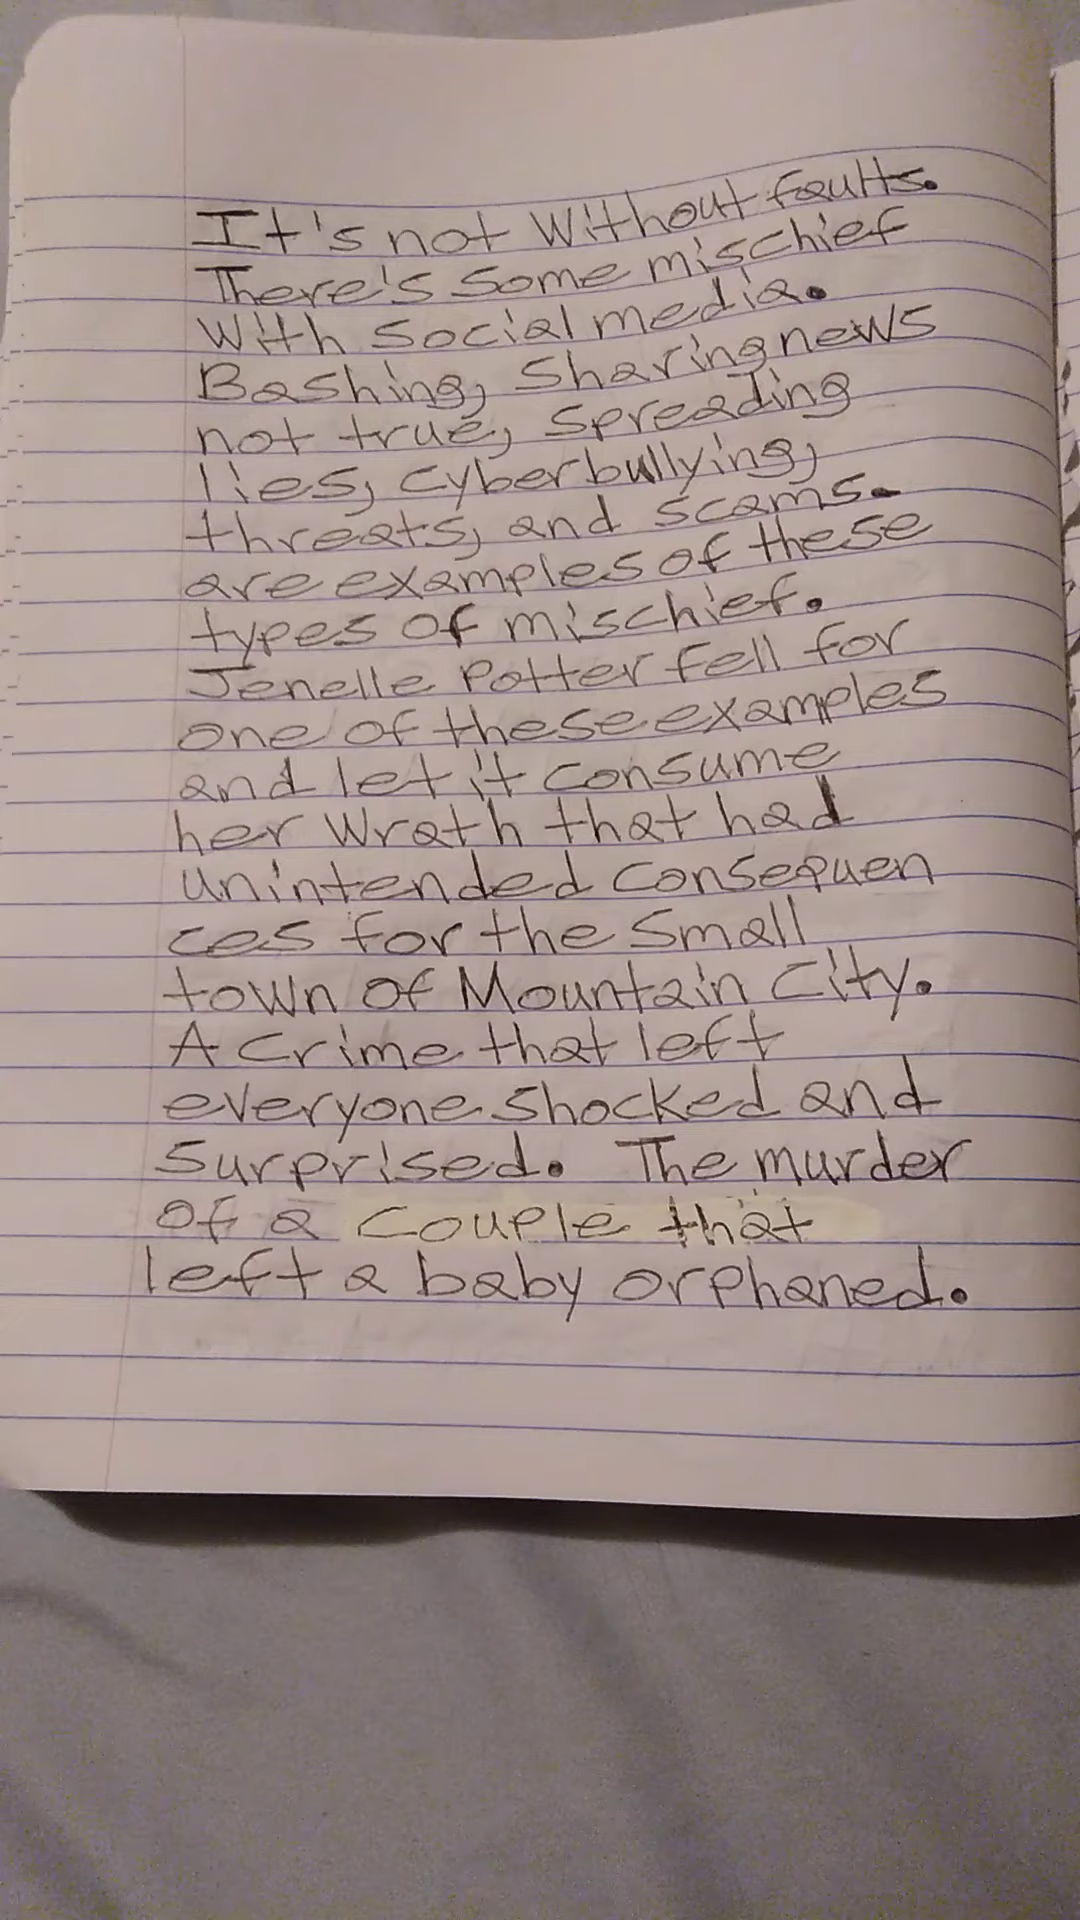 It's not without faults.
There's some mischief
with social media.
Bashing, Sharing news
not true, spreading
lies, cyberbullying,
threats, and scams.
are examples of these
types of mischief.
Jenelle Potter fell for
one of these examples
and let it consume
her wrath that had
unintended consequen
ces for the small
town of Mountain City.
A crime that left
everyone shocked and
surprised. The murder
of a couple that
left a baby orphaned.